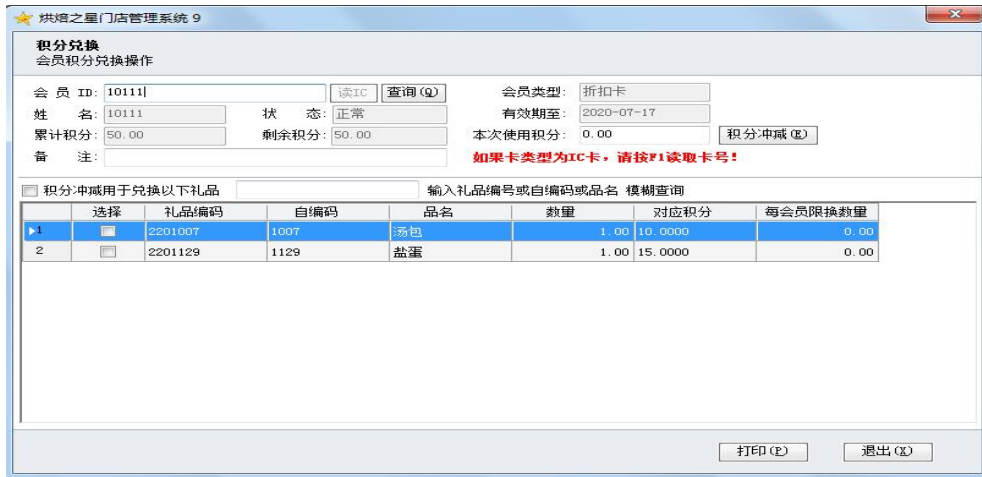 烘焙之星门店管理系统 9
积分兑换
会员积分兑换操作
会 员 ID: 10111 读IC 查询(Q) 会员类型: 折扣卡
姓 名: 10111 状 态: 正常 有效期至: 2020-07-17
累计积分: 50.00 剩余积分: 50.00 本次使用积分: 0.00 积分冲减(E)
备 注: 如果卡类型为IC卡，请按F1读取卡号!
积分冲减用于兑换以下礼品 输入礼品编号或自编码或品名 模糊查询
选择 礼品编码 自编码 品名 数量 对应积分 每会员限换数量
1 2201007 1007 汤包 1.00 10.0000 0.00
2 2201129 1129 盐蛋 1.00 15.0000 0.00
打印(P) 退出(X)